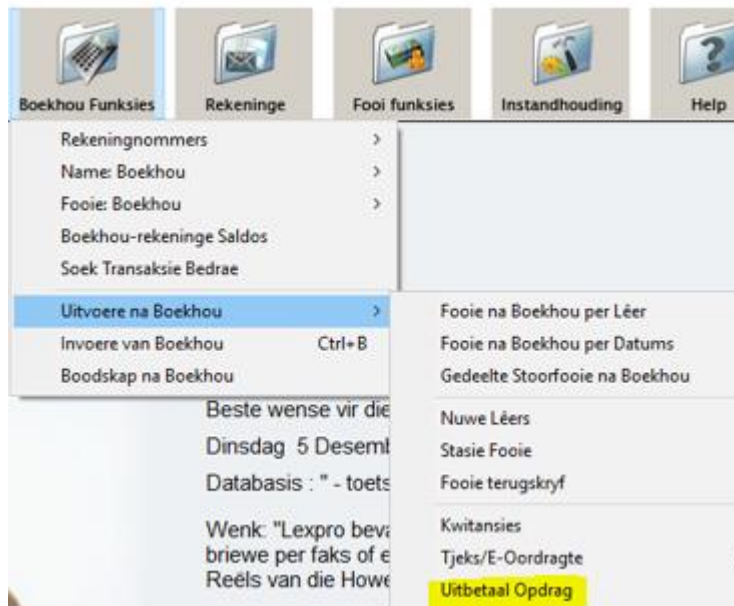 Boekhou Funksies
Rekeninge
Fooi funksies
Instandhouding
Help
Rekeningnommers
Name: Boekhou
Fooie: Boekhou
Boekhou-rekeninge Saldos
Soek Transaksie Bedrae
Uitvoere na Boekhou
Invoere van Boekhou Ctrl+B
Boodskap na Boekhou
Fooie na Boekhou per Lêer
Fooie na Boekhou per Datums
Gedeelte Stoorfooie na Boekhou
Nuwe Lêers
Stasie Fooie
Fooie terugskryf
Kwitansies
Tjeks/E-Oordragte
Uitbetaal Opdrag
Beste wense vir die
Dinsdag 5 Desemb
Databasis : " - toets
Wenk: "Lexpro beva
briewe per faks of e
Reëls van die Howe